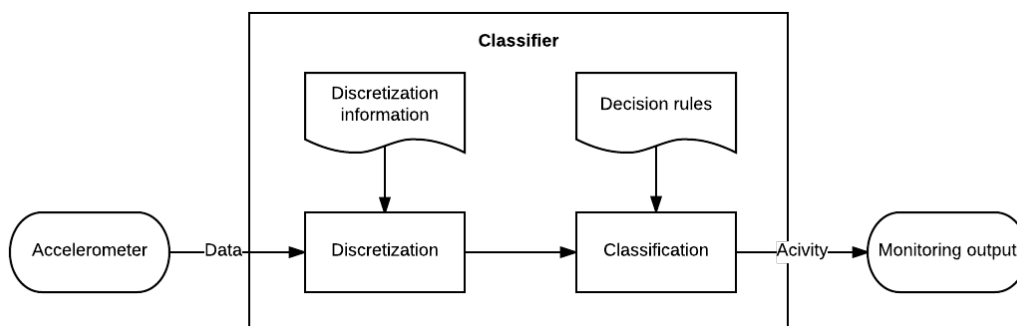 Classifier
Discretization
information
Decision rules
Accelerometer
Data
Discretization
Classification
Acivity
Monitoring output